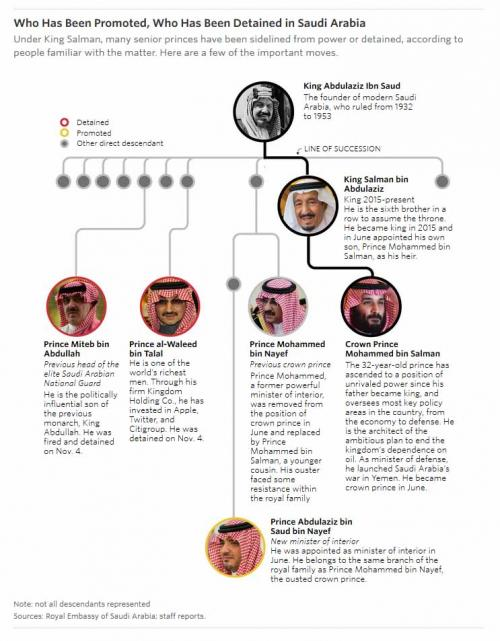 Who Has Been Promoted, Who Has Been Detained in Saudi Arabia
Under King Salman, many senior princes have been sidelined from power or detained, according to
people familiar with the matter. Here are a few of the important moves.
King Abdulaziz Ibn Saud
The founder of modern Saudi
Arabia, who ruled from 1932
to 1953
Detained
Promoted
Other direct descendant
LINE OF SUCCESSION
King Salman bin
Abdulaziz
King 2015-present
He is the sixth brother in a
row to assume the throne.
He became king in 2015 and
in June appointed his own
son, Prince Mohammed bin
Salman, as his heir.
Prince Miteb bin
Abdullah
Previous head of the
elite Saudi Arabian
National Guard
He is the politically
influential son of
the previous
monarch, King
Abdullah. He was
fired and detained
on Nov. 4.
Prince al-Waleed
bin Talal
He is one of the
world's richest
men. Through his
firm Kingdom
Holding Co., he has
invested in Apple,
Twitter, and
Citigroup. He was
detained on Nov. 4.
Prince Mohammed
bin Nayef
Previous crown prince
Prince Mohammed,
a former powerful
minister of interior,
was removed from
the position of
crown prince in
June and replaced
by Prince
Mohammed bin
Salman, a younger
cousin. His ouster
faced some
resistance within
the royal family
Crown Prince
Mohammed bin Salman
The 32-year-old prince has
ascended to a position of
unrivaled power since his
father became king, and
oversees most key policy
areas in the country, from
the economy to defense. He
is the architect of the
ambitious plan to end the
kingdom's dependence on
oil. As minister of defense,
he launched Saudi Arabia's
war in Yemen. He became
crown prince in June.
Prince Abdulaziz bin
Saud bin Nayef
New minister of interior
He was appointed as minister of interior in
June. He belongs to the same branch of the
royal family as Prince Mohammed bin Nayef,
the ousted crown prince.
Note: not all descendants represented
Sources: Royal Embassy of Saudi Arabia; staff reports.